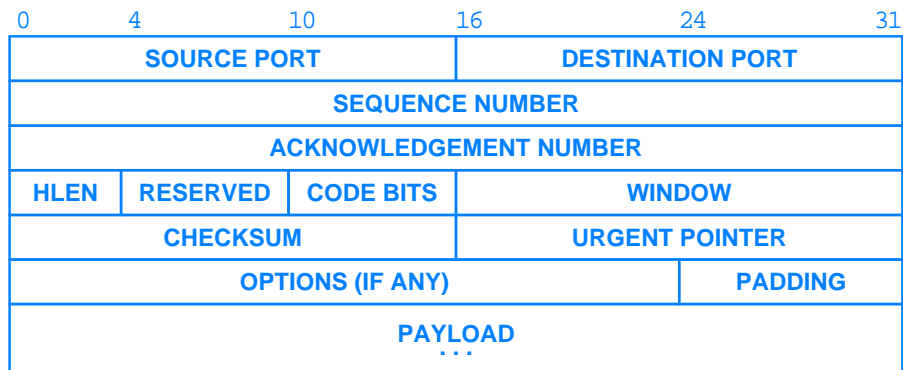 0 4 10 16 24 31
SOURCE PORT DESTINATION PORT
SEQUENCE NUMBER
ACKNOWLEDGEMENT NUMBER
HLEN RESERVED CODE BITS WINDOW
CHECKSUM URGENT POINTER
OPTIONS (IF ANY) PADDING
PAYLOAD
...